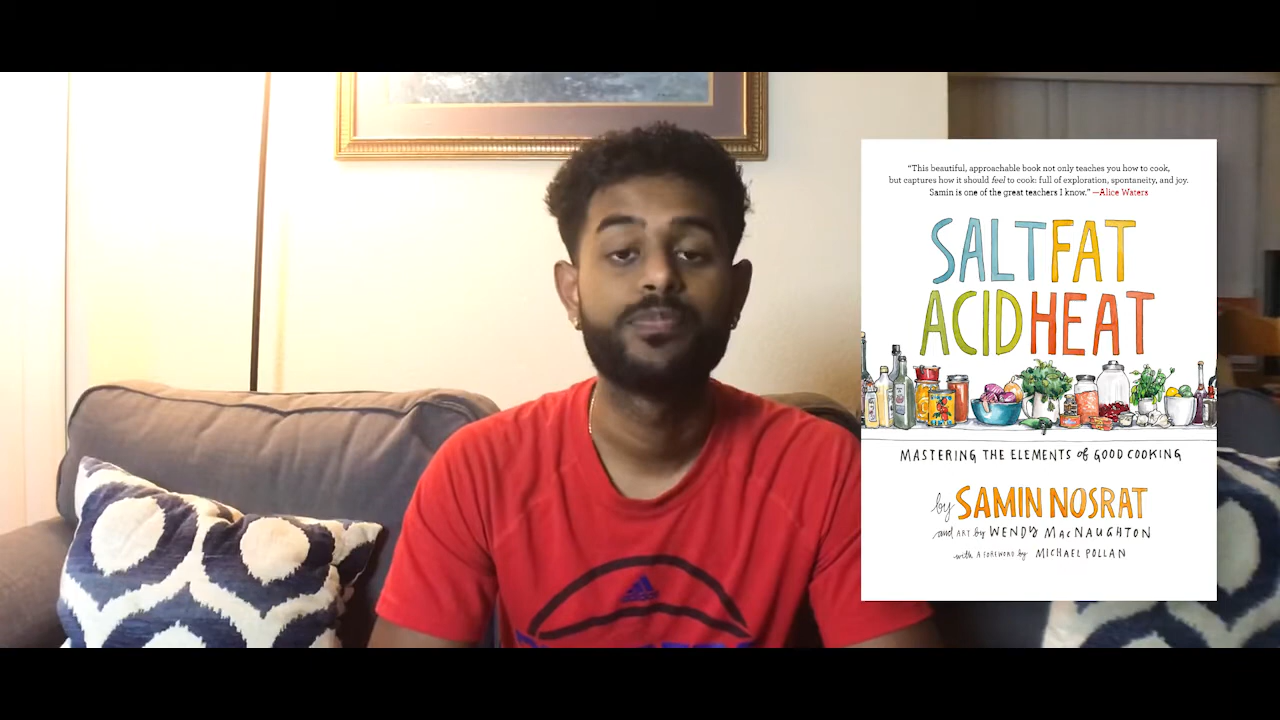 “This beautiful, approachable book not only teaches you how to cook,
but captures how it should feel to cook: full of exploration, spontaneity, and joy.
Samin is one of the great teachers I know.” —Alice Waters
SALT FAT
ACID HEAT
MASTERING THE ELEMENTS of GOOD COOKING
by SAMIN NOSRAT
and ART by WENDY MACNAUGHTON
with A FOREWORD by MICHAEL POLLAN